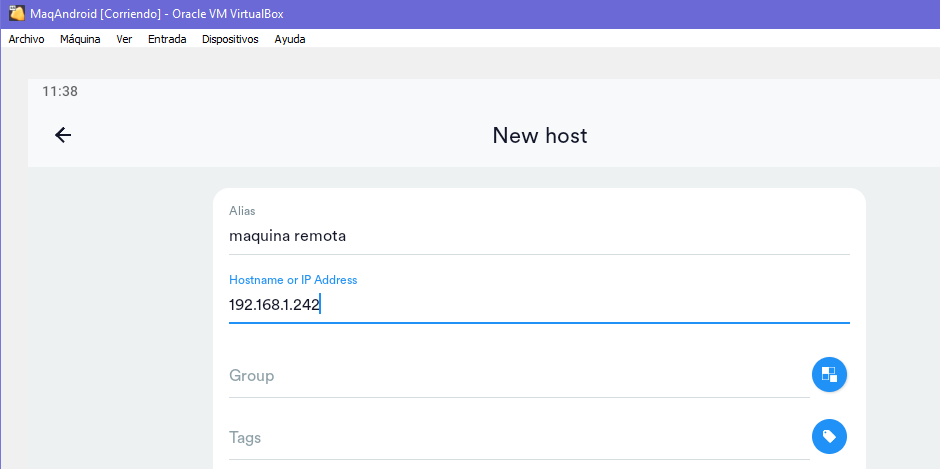 MaqAndroid [Corriendo] - Oracle VM VirtualBox
Archivo Máquina Ver Entrada Dispositivos Ayuda
11:38
New host
Alias
maquina remota
Hostname or IP Address
192.168.1.242
Group
Tags